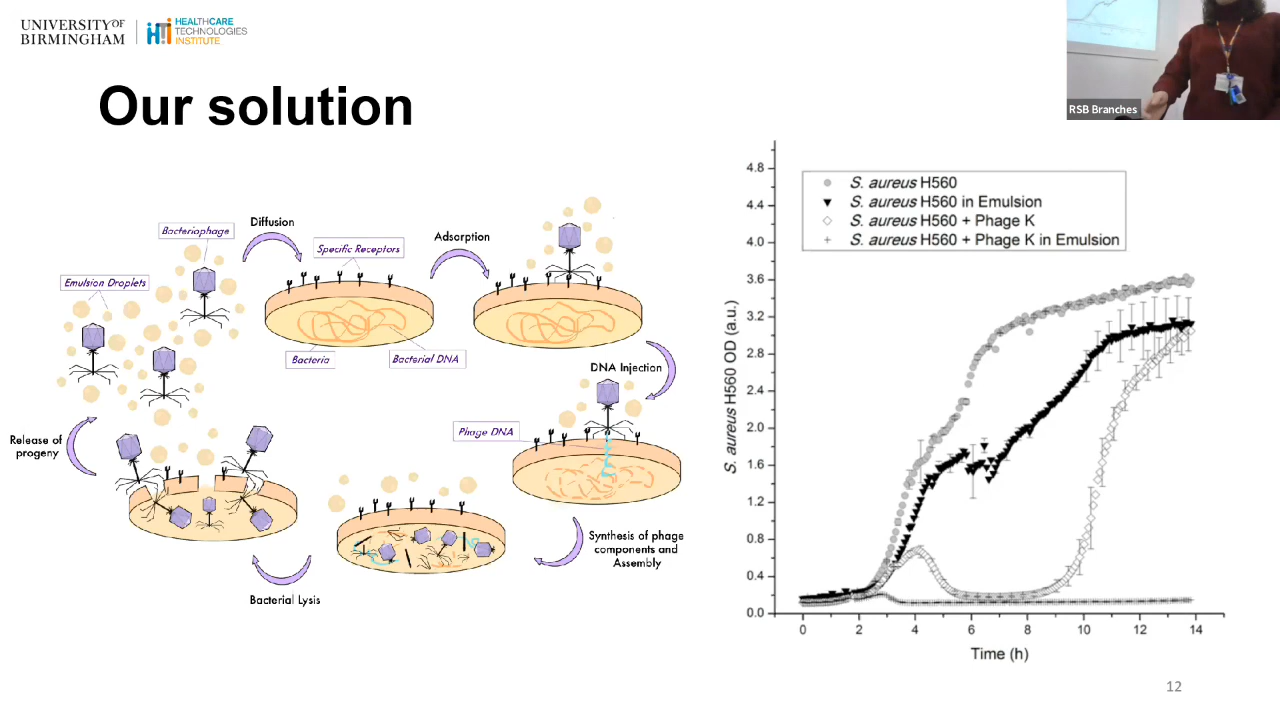 UNIVERSITY OF
BIRMINGHAM
HEALTHCARE
TECHNOLOGIES
INSTITUTE
RSB Branches
Our solution
Bacteriophage
Diffusion
Specific Receptors
Adsorption
Emulsion Droplets
Bacteria
Bacterial DNA
DNA Injection
Phage DNA
Release of
progeny
Synthesis of phage
components and
Assembly
Bacterial Lysis
S. aureus H560
S. aureus H560 in Emulsion
S. aureus H560 + Phage K
S. aureus H560 + Phage K in Emulsion
S. aureus H560 OD (a.u.)
4.8
4.4
4.0
3.6
3.2
2.8
2.4
2.0
1.6
1.2
0.8
0.4
0.0
0 2 4 6 8 10 12 14
Time (h)
12